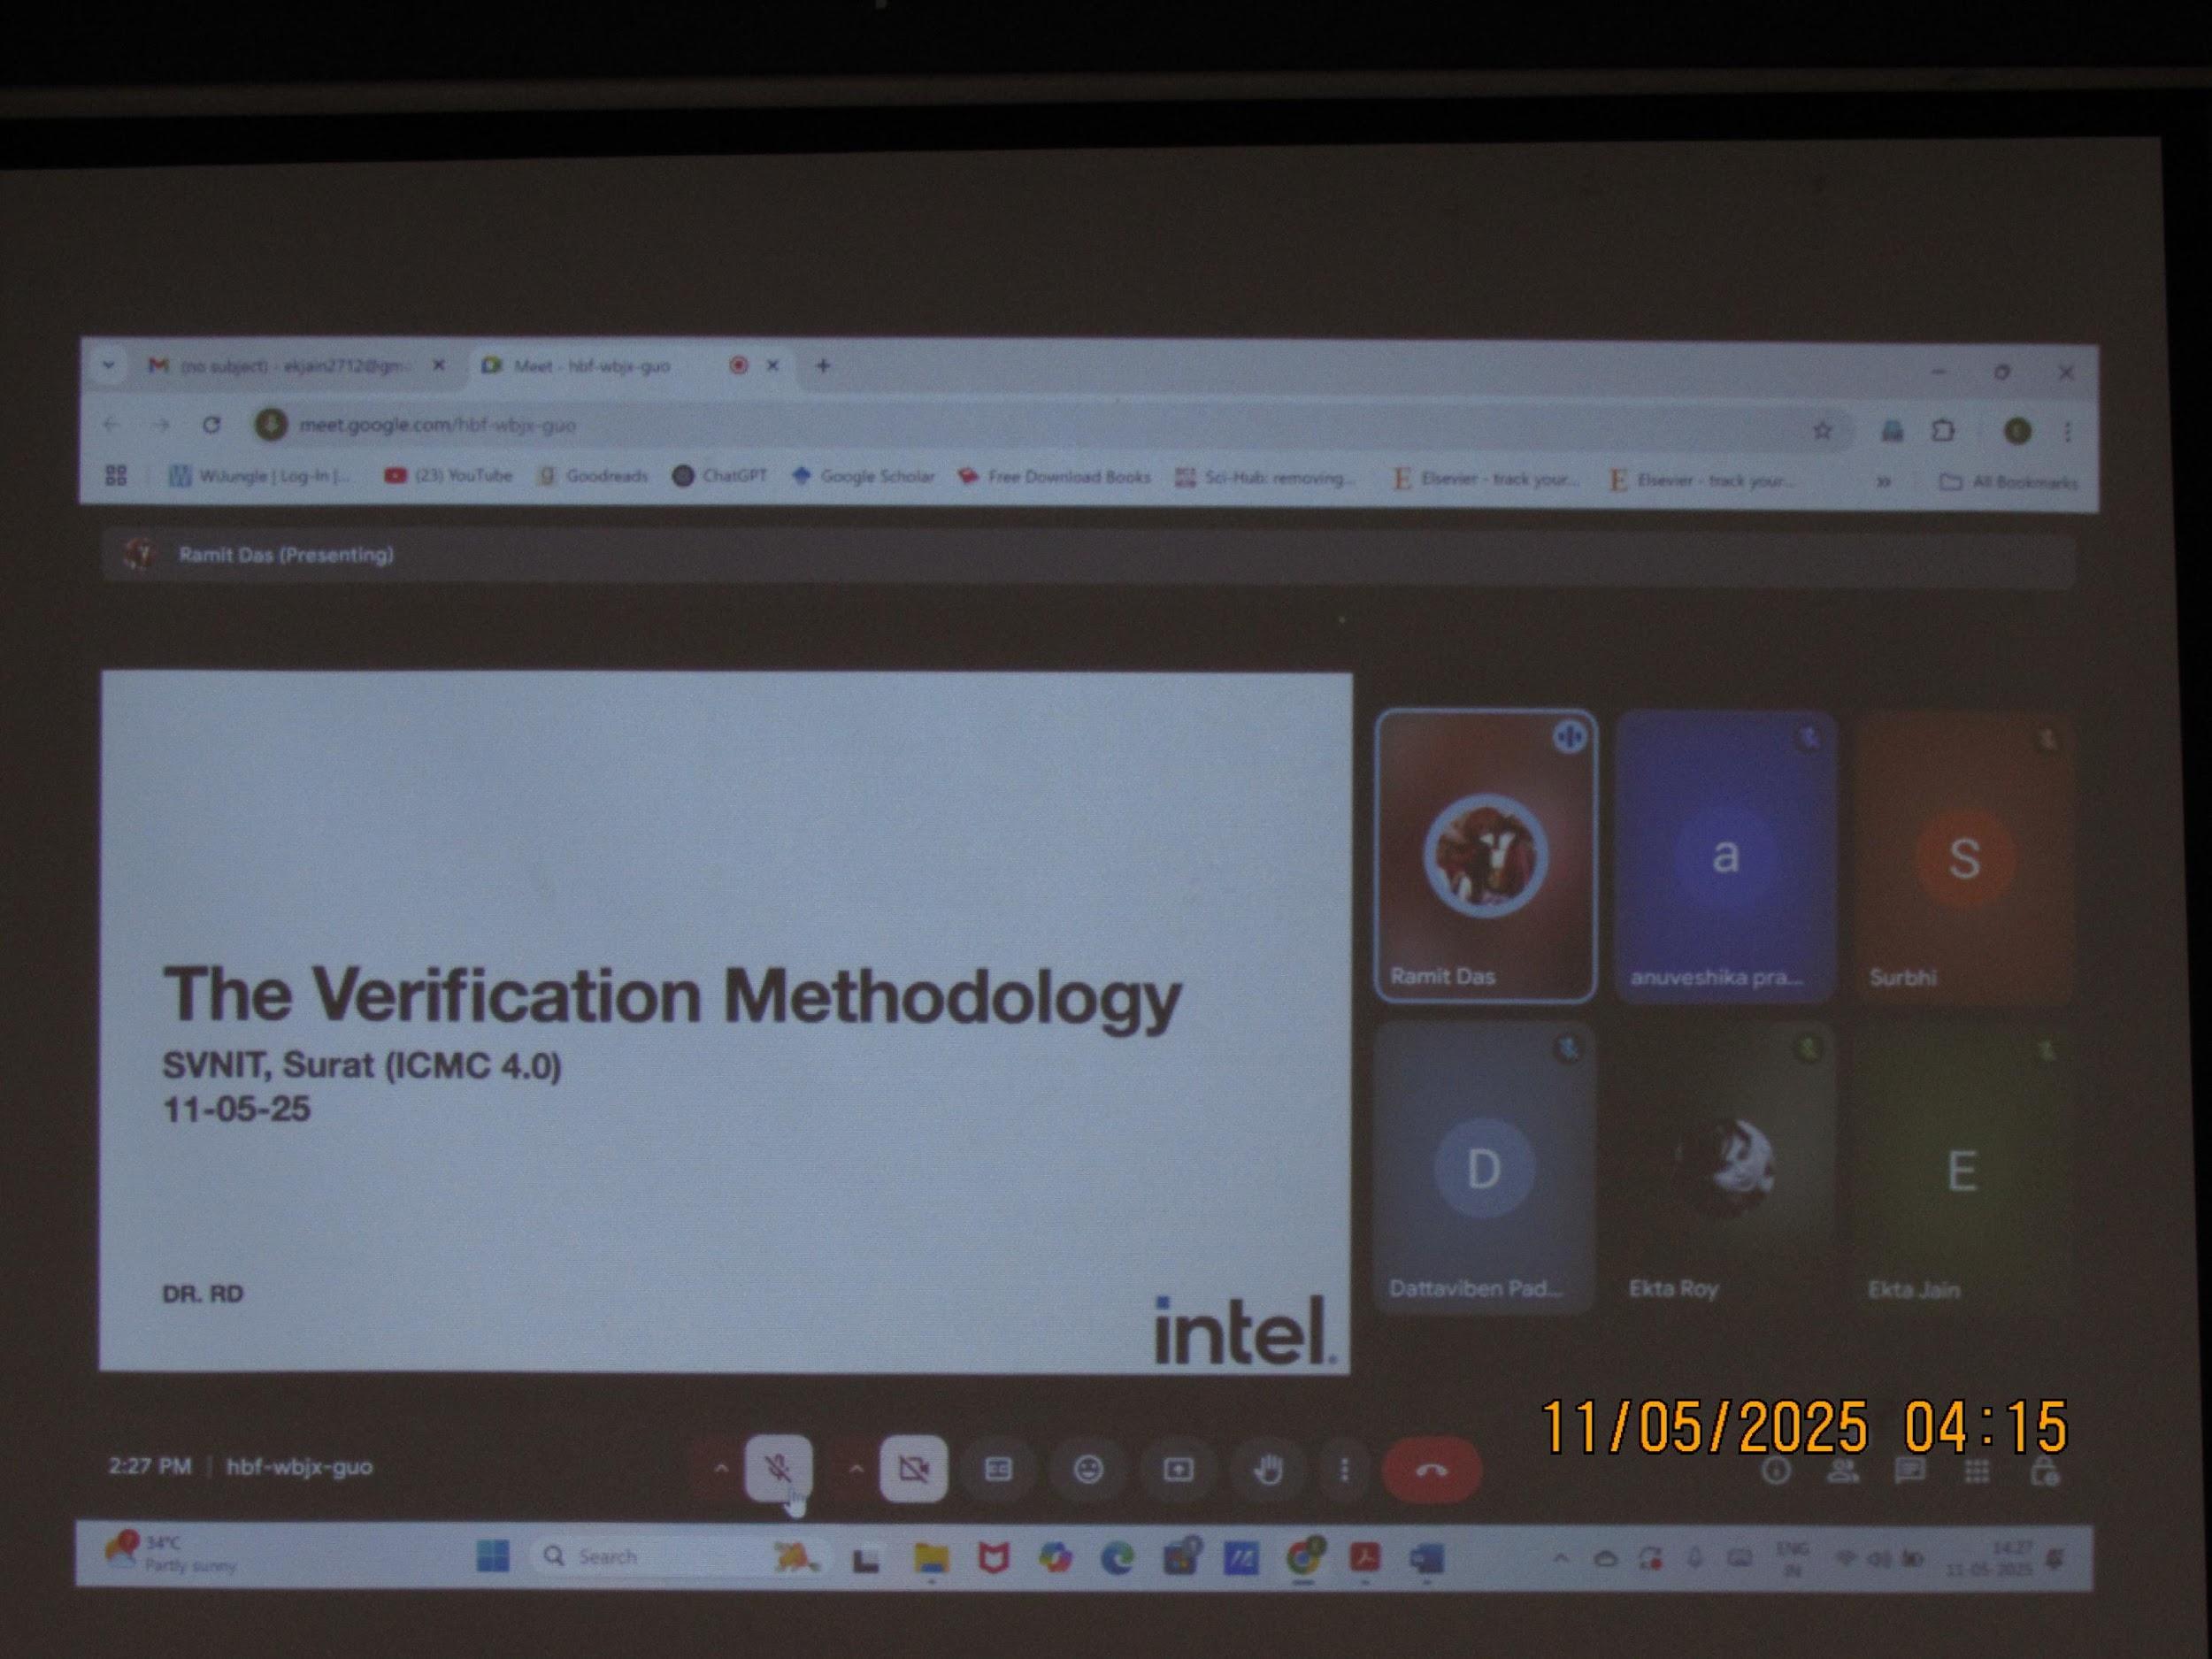 (no subject) - ekjain2712@gm
Meet - hbf-wbjx-guo
meet.google.com/hbf-wbjx-guo
WiJungle | Log-In |...
(23) YouTube
Goodreads
ChatGPT
Google Scholar
Free Download Books
Sci-Hub: removing...
Elsevier - track your...
Elsevier - track your...
All Bookmarks
Ramit Das (Presenting)
The Verification Methodology
SVNIT, Surat (ICMC 4.0)
11-05-25
DR. RD
intel.
Ramit Das
a
anuveshika pra...
S
Surbhi
D
Dattaviben Pad...
Ekta Roy
E
Ekta Jain
11/05/2025 04:15
2:27 PM | hbf-wbjx-guo
34°C
Partly sunny
Search
ENG
IN
14:27
11-05-2025